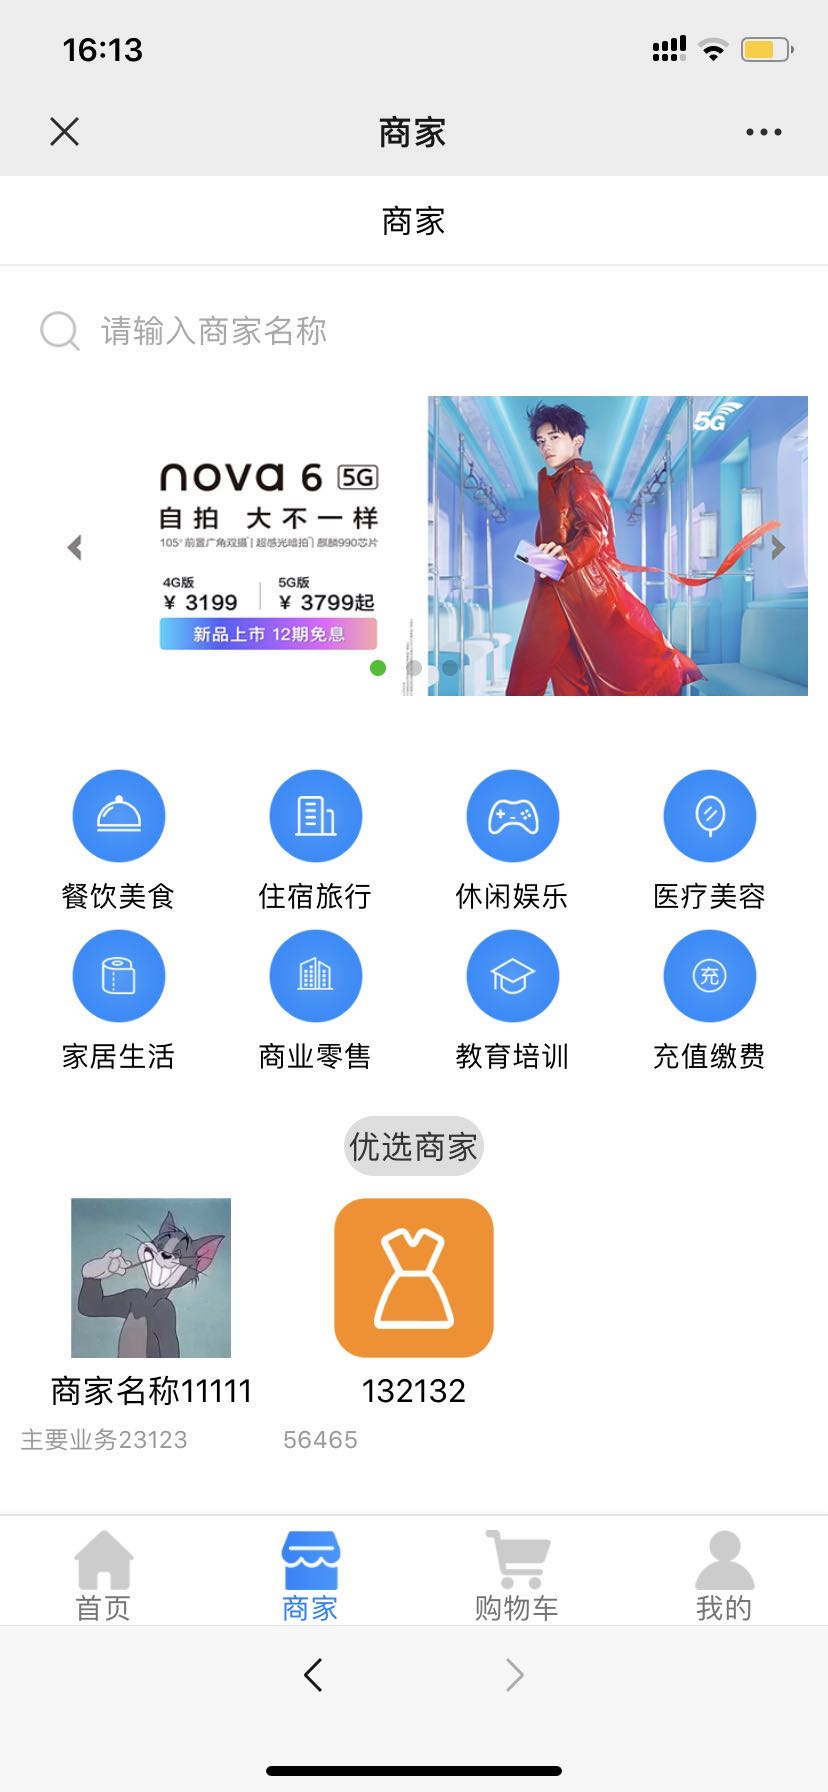 16:13
商家
商家
请输入商家名称
5G
nova 6 5G
自拍 大不一样
105°前置广角双摄 | 超感光暗拍 | 麒麟990芯片
4G版 5G版
¥ 3199 ¥ 3799起
新品上市 12期免息
餐饮美食 住宿旅行 休闲娱乐 医疗美容
充
家居生活 商业零售 教育培训 充值缴费
优选商家
商家名称11111 132132
主要业务23123 56465
首页 商家 购物车 我的